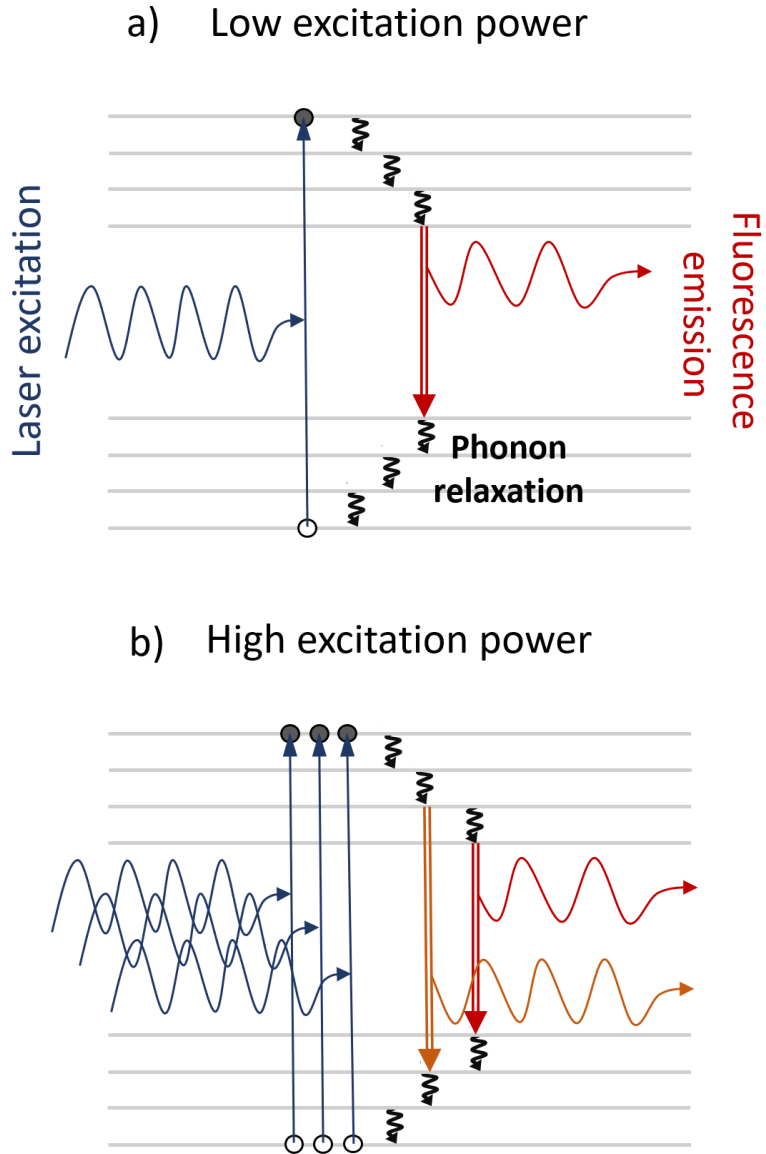 a) Low excitation power
Laser excitation
Fluorescence
emission
Phonon
relaxation
b) High excitation power